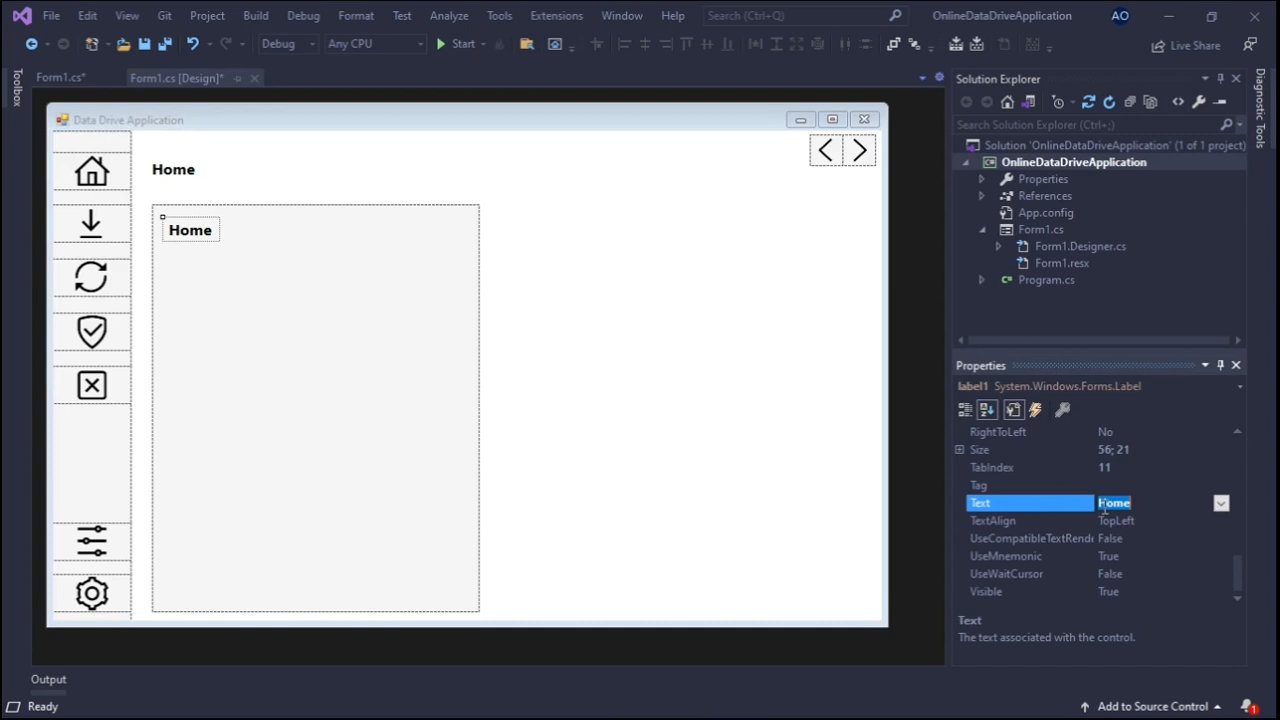 File Edit View Git Project Build Debug Format Test Analyze Tools Extensions Window Help Search (Ctrl+Q) OnlineDataDriveApplication AO
Debug Any CPU Start Live Share
Toolbox
Form1.cs* Form1.cs [Design]*
Data Drive Application
Home
Home
Solution Explorer
Search Solution Explorer (Ctrl+;)
Solution 'OnlineDataDriveApplication' (1 of 1 project)
OnlineDataDriveApplication
Properties
References
App.config
Form1.cs
Form1.Designer.cs
Form1.resx
Program.cs
Diagnostic Tools
Properties
label1 System.Windows.Forms.Label
RightToLeft No
Size 56; 21
TabIndex 11
Tag
Text Home
TextAlign TopLeft
UseCompatibleTextRende False
UseMnemonic True
UseWaitCursor False
Visible True
Text
The text associated with the control.
Output
Ready Add to Source Control 1